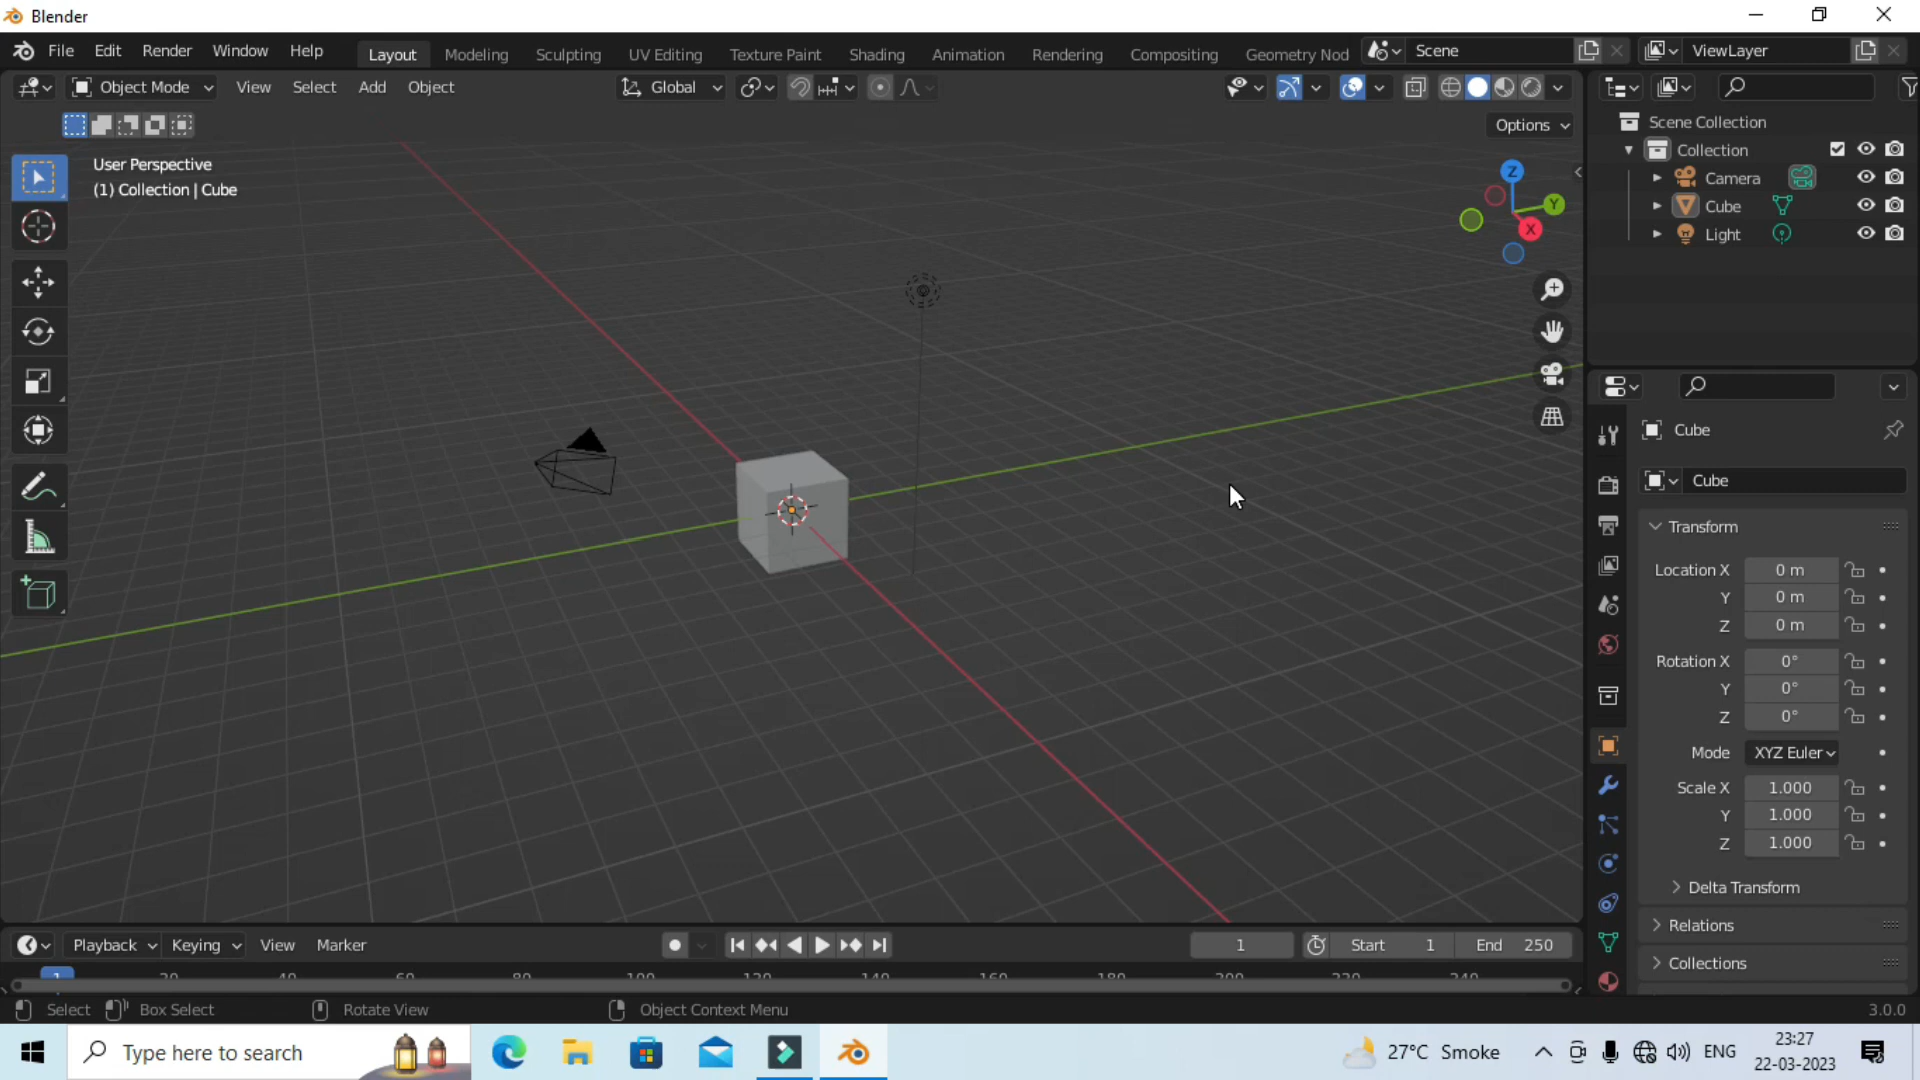 Blender
File Edit Render Window Help Layout Modeling Sculpting UV Editing Texture Paint Shading Animation Rendering Compositing Geometry Nod Scene ViewLayer
Object Mode View Select Add Object Global
Options
User Perspective
(1) Collection | Cube
Z
Y
X
Scene Collection
Collection
Camera
Cube
Light
Cube
Cube
Transform
Location X 0 m
Y 0 m
Z 0 m
Rotation X 0°
Y 0°
Z 0°
Mode XYZ Euler
Scale X 1.000
Y 1.000
Z 1.000
Delta Transform
Relations
Collections
Playback Keying View Marker 1 Start 1 End 250
1 20 40 60 80 100 120 140 160 180 200 220 240
Select Box Select Rotate View Object Context Menu 3.0.0
Type here to search 27°C Smoke ENG
23:27
22-03-2023